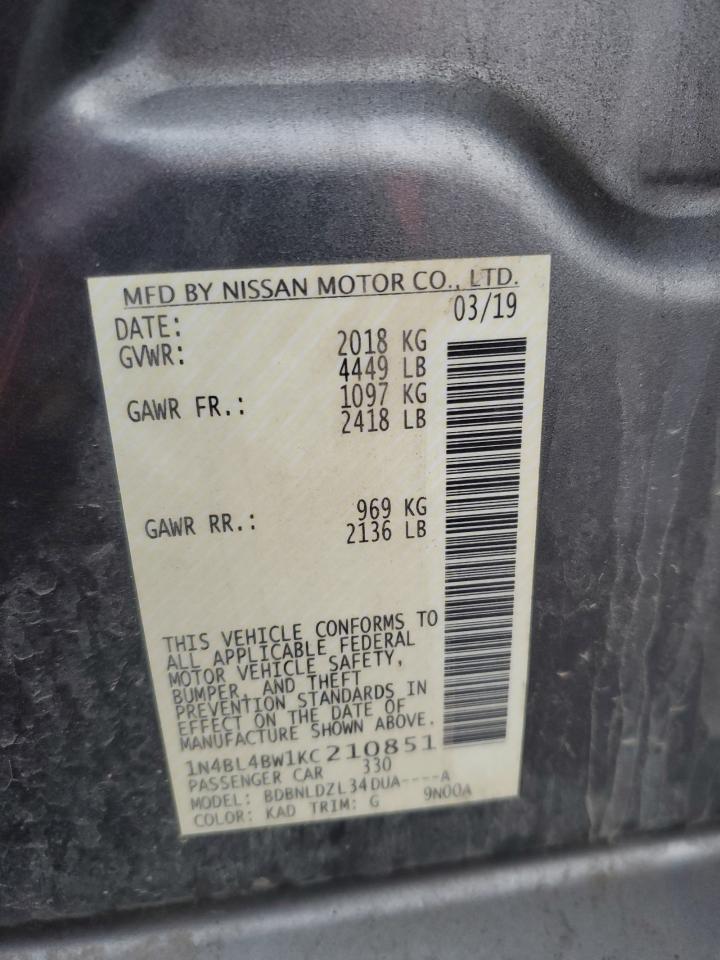 MFD BY NISSAN MOTOR CO., LTD.
DATE: 03/19
GVWR: 2018 KG
4449 LB
GAWR FR.: 1097 KG
2418 LB
GAWR RR.: 969 KG
2136 LB
THIS VEHICLE CONFORMS TO
ALL APPLICABLE FEDERAL
MOTOR VEHICLE SAFETY,
BUMPER, AND THEFT
PREVENTION STANDARDS IN
EFFECT ON THE DATE OF
MANUFACTURE SHOWN ABOVE.
1N4BL4BW1KC210851
PASSENGER CAR 330
MODEL: BDBNLDZL34DUA----A
COLOR: KAD TRIM: G 9N00A